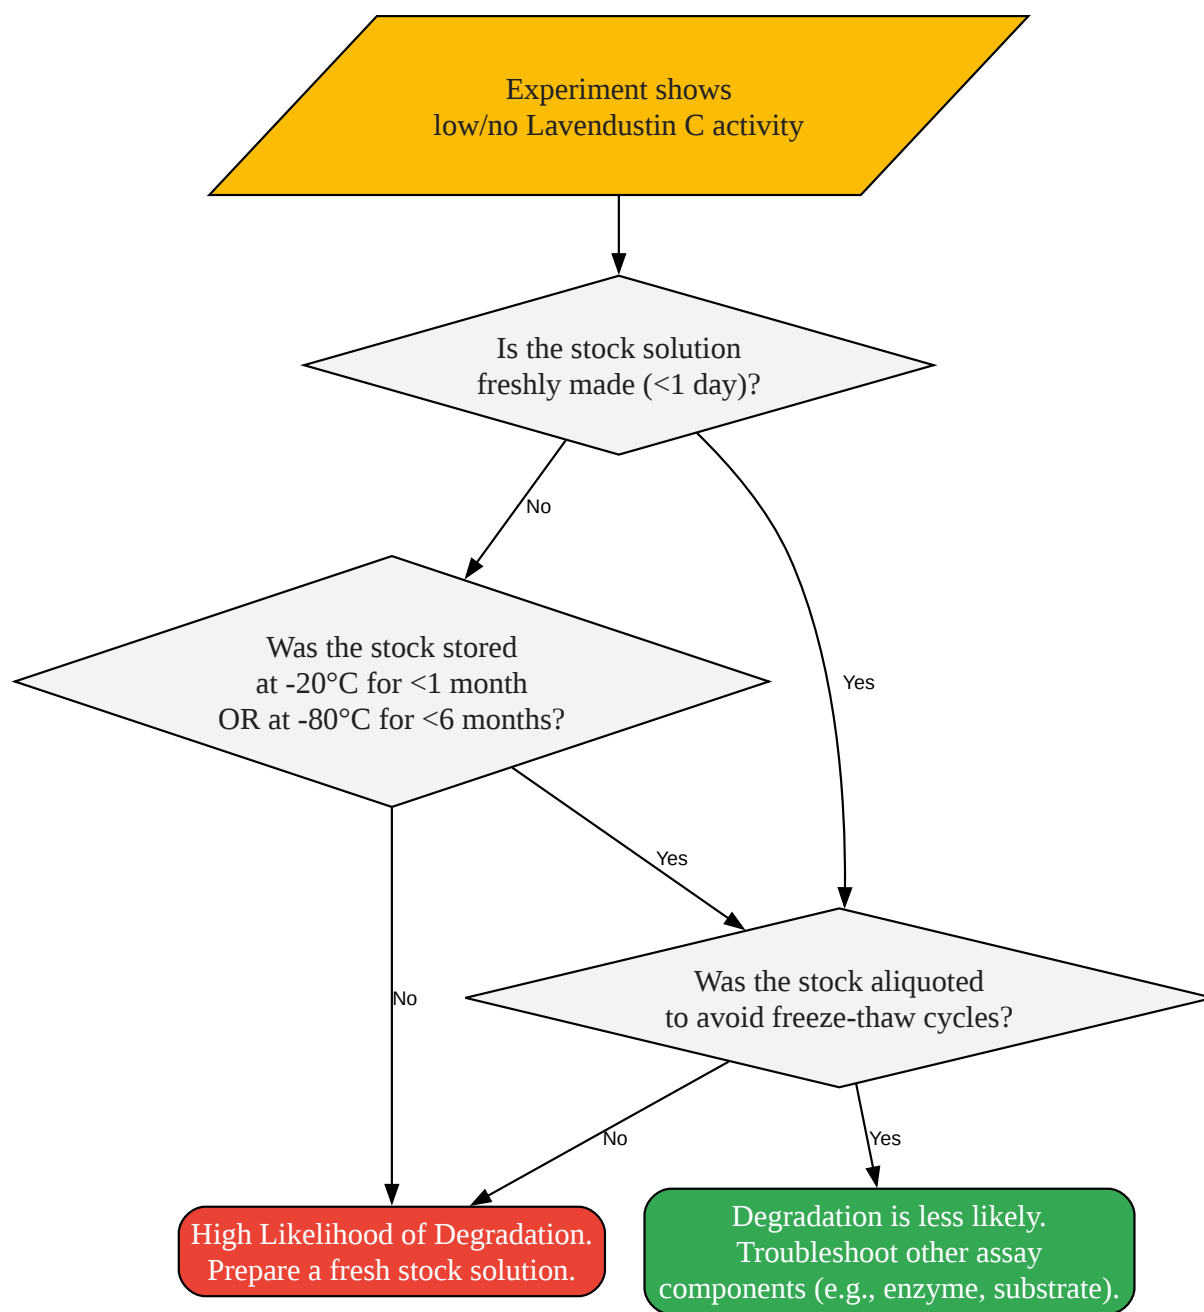 Experiment shows
low/no Lavendustin C activity
Is the stock solution
freshly made (<1 day)?
No
Was the stock stored
at -20°C for <1 month
OR at -80°C for <6 months?
Yes
Yes
Was the stock aliquoted
to avoid freeze-thaw cycles?
No
No
Yes
High Likelihood of Degradation.
Prepare a fresh stock solution.
Degradation is less likely.
Troubleshoot other assay
components (e.g., enzyme, substrate).